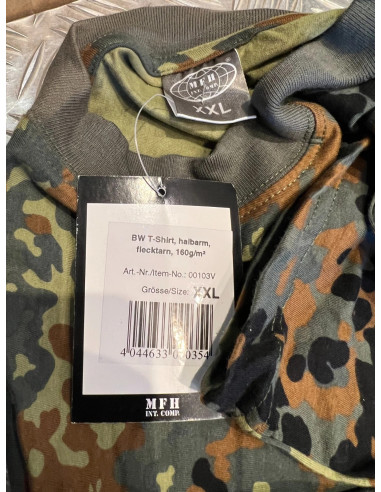 MFH
INT. COMP.
XXL
BW T-Shirt, halbarm,
flecktarn, 160g/m²
Art.-Nr./Item-No.: 00103V
Grösse/Size: XXL
MFH
INT. COMP.